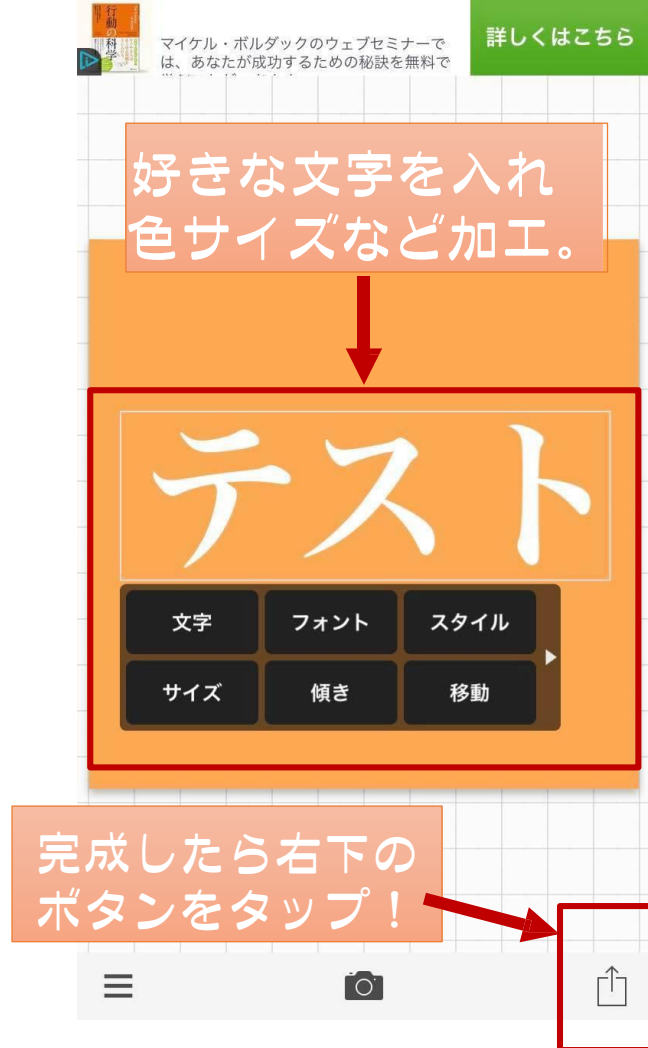 行動の科学
詳しくはこちら
マイケル・ボルダックのウェブセミナーで
は、あなたが成功するための秘訣を無料で
好きな文字を入れ
色サイズなど加工。
テスト
文字
フォント
スタイル
サイズ
傾き
移動
完成したら右下の
ボタンをタップ！